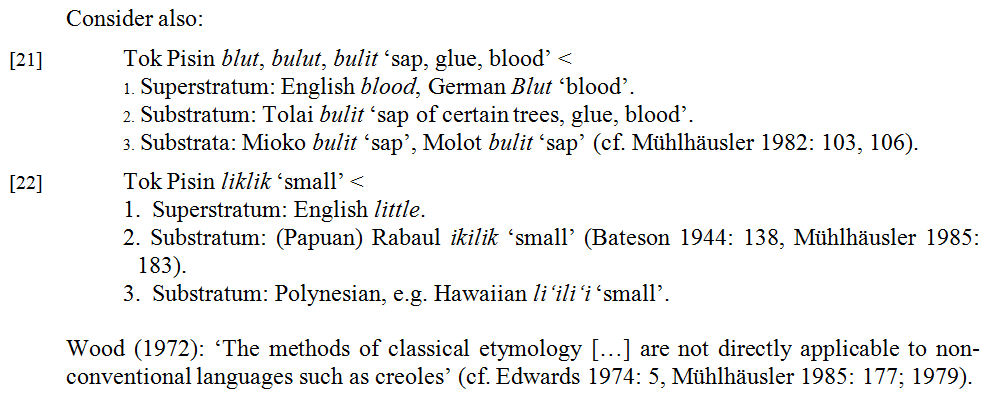 Consider also:
[21] Tok Pisin blut, bulut, bulit ‘sap, glue, blood’ <
1. Superstratum: English blood, German Blut ‘blood’.
2. Substratum: Tolai bulit ‘sap of certain trees, glue, blood’.
3. Substrata: Mioko bulit ‘sap’, Molot bulit ‘sap’ (cf. Mühlhäusler 1982: 103, 106).
[22] Tok Pisin liklik ‘small’ <
1. Superstratum: English little.
2. Substratum: (Papuan) Rabaul ikilik ‘small’ (Bateson 1944: 138, Mühlhäusler 1985:
183).
3. Substratum: Polynesian, e.g. Hawaiian li‘ili‘i ‘small’.
Wood (1972): ‘The methods of classical etymology […] are not directly applicable to non-
conventional languages such as creoles’ (cf. Edwards 1974: 5, Mühlhäusler 1985: 177; 1979).